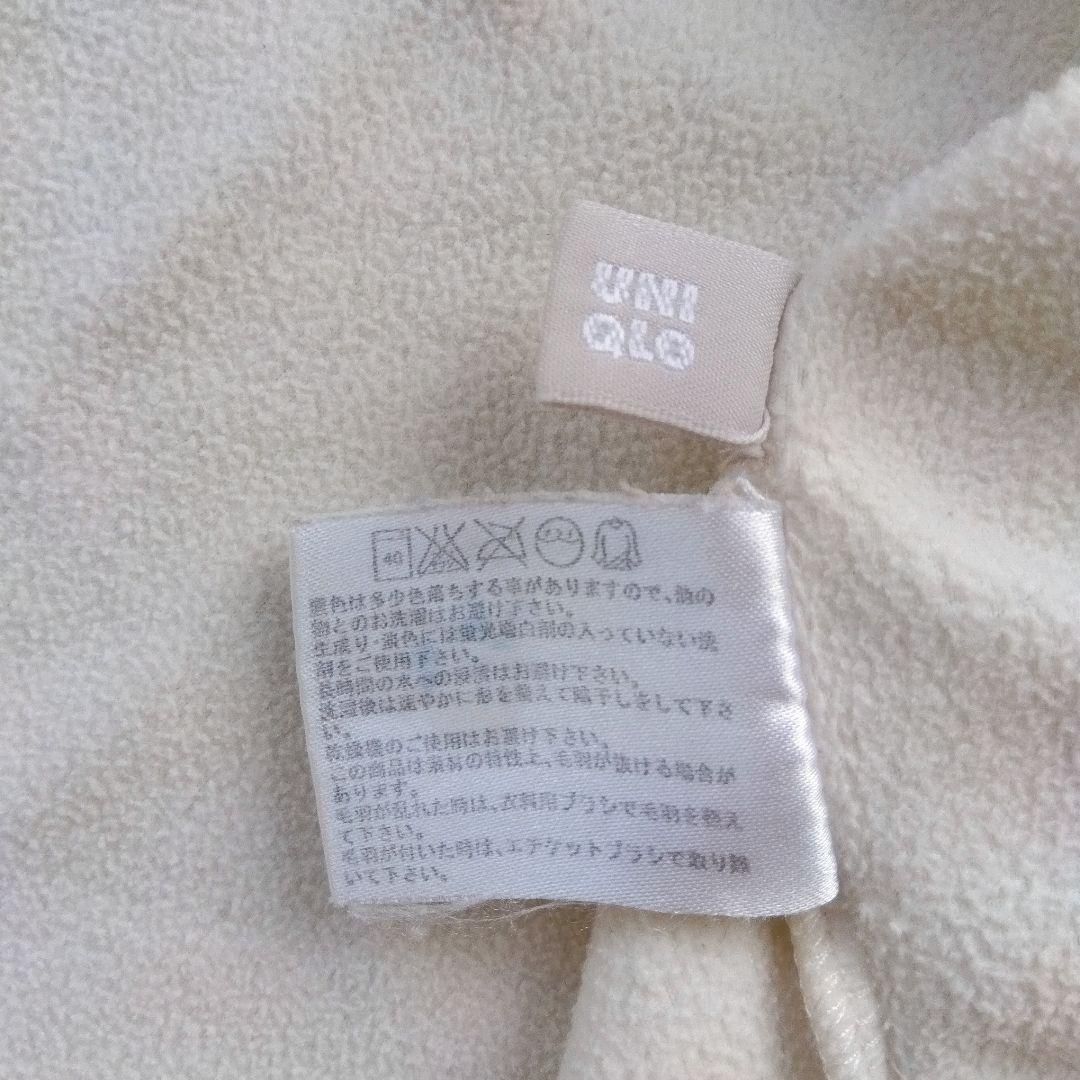 UNI
QLO
40
濃色は多少色落ちする事がありますので、他の
物とのお洗濯はお避け下さい。
生成り・淡色には蛍光増白剤の入っていない洗
剤をご使用下さい。
長時間の水への浸漬はお避け下さい。
洗濯後は速やかに形を整えて陰干しをして下さ
い。
乾燥機のご使用はお避け下さい。
この商品は素材の特性上、毛羽が抜ける場合が
あります。
毛羽が乱れた時は、衣料用ブラシで毛羽を整え
て下さい。
毛羽が付いた時は、エチケットブラシで取り除
いて下さい。